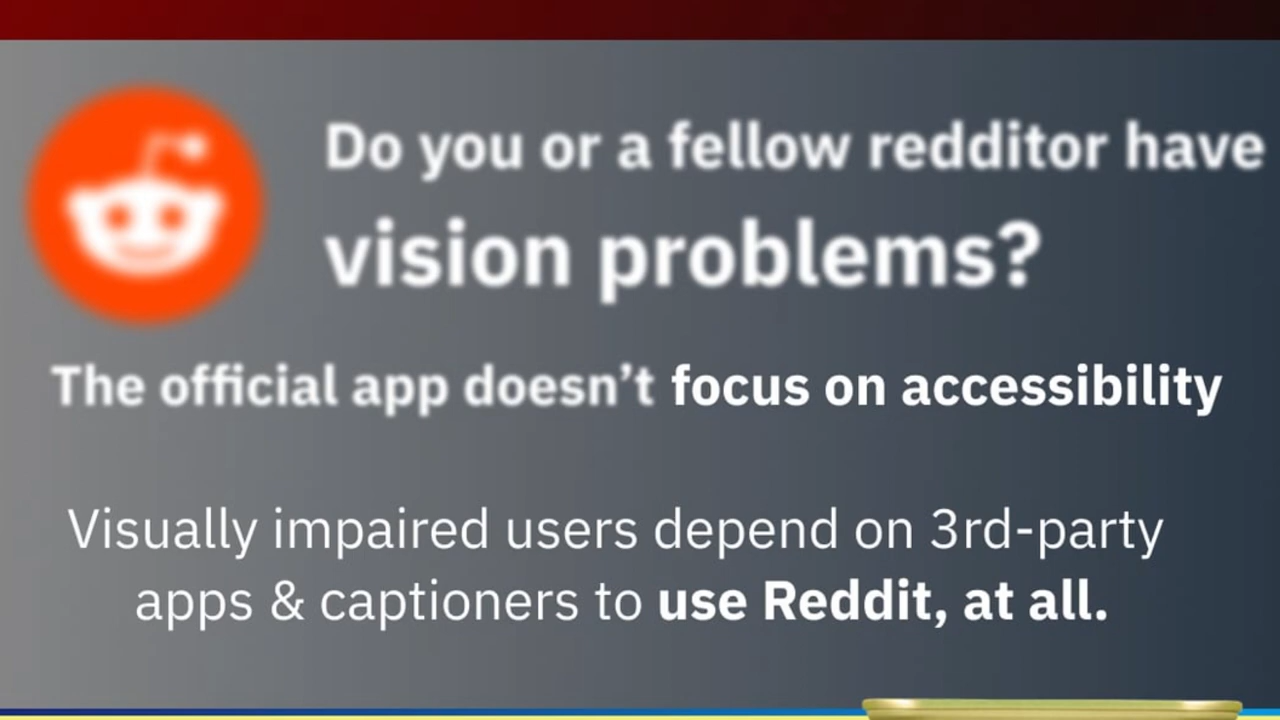 Do you or a fellow redditor have
vision problems?
The official app doesn’t focus on accessibility
Visually impaired users depend on 3rd-party
apps & captioners to use Reddit, at all.